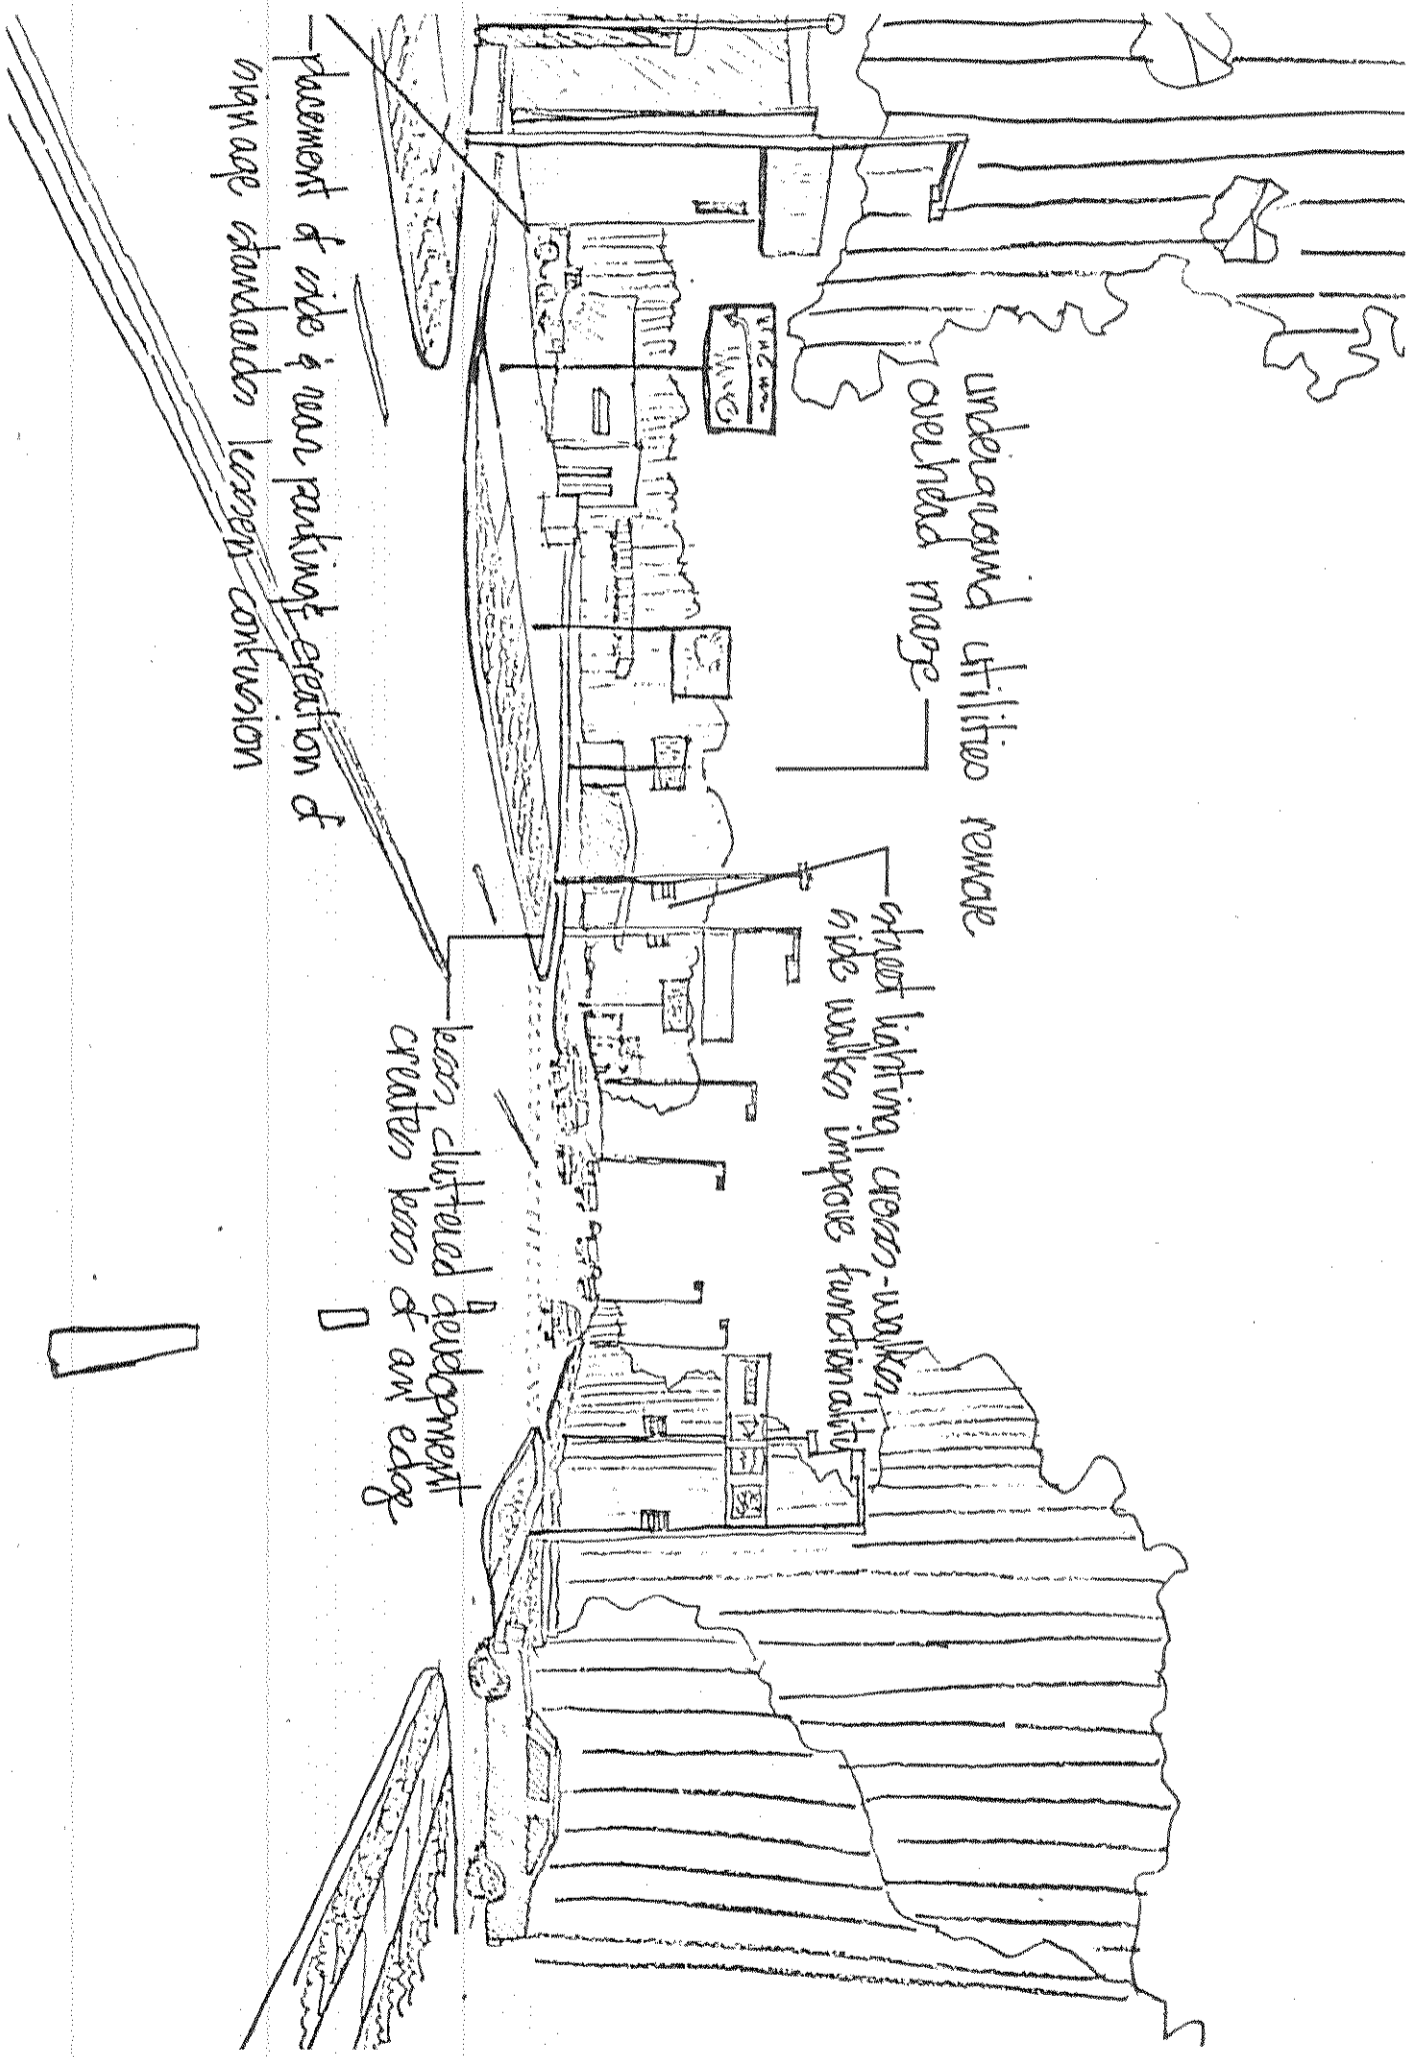 underground utilities remove
overhead maze
street lighting, cross-walks,
side walks improve functionality
less cluttered development
creates less of an edge
placement of side & rear parking & creation of
signage standards lessen confusion